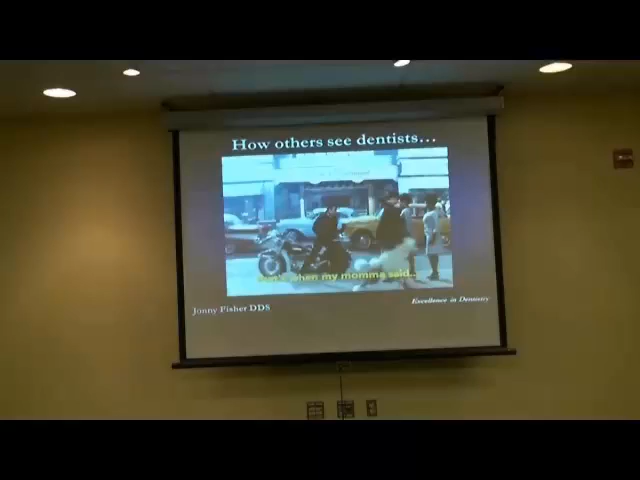 How others see dentists...
when my momma said..
Jonny Fisher DDS
Excellence in Dentistry